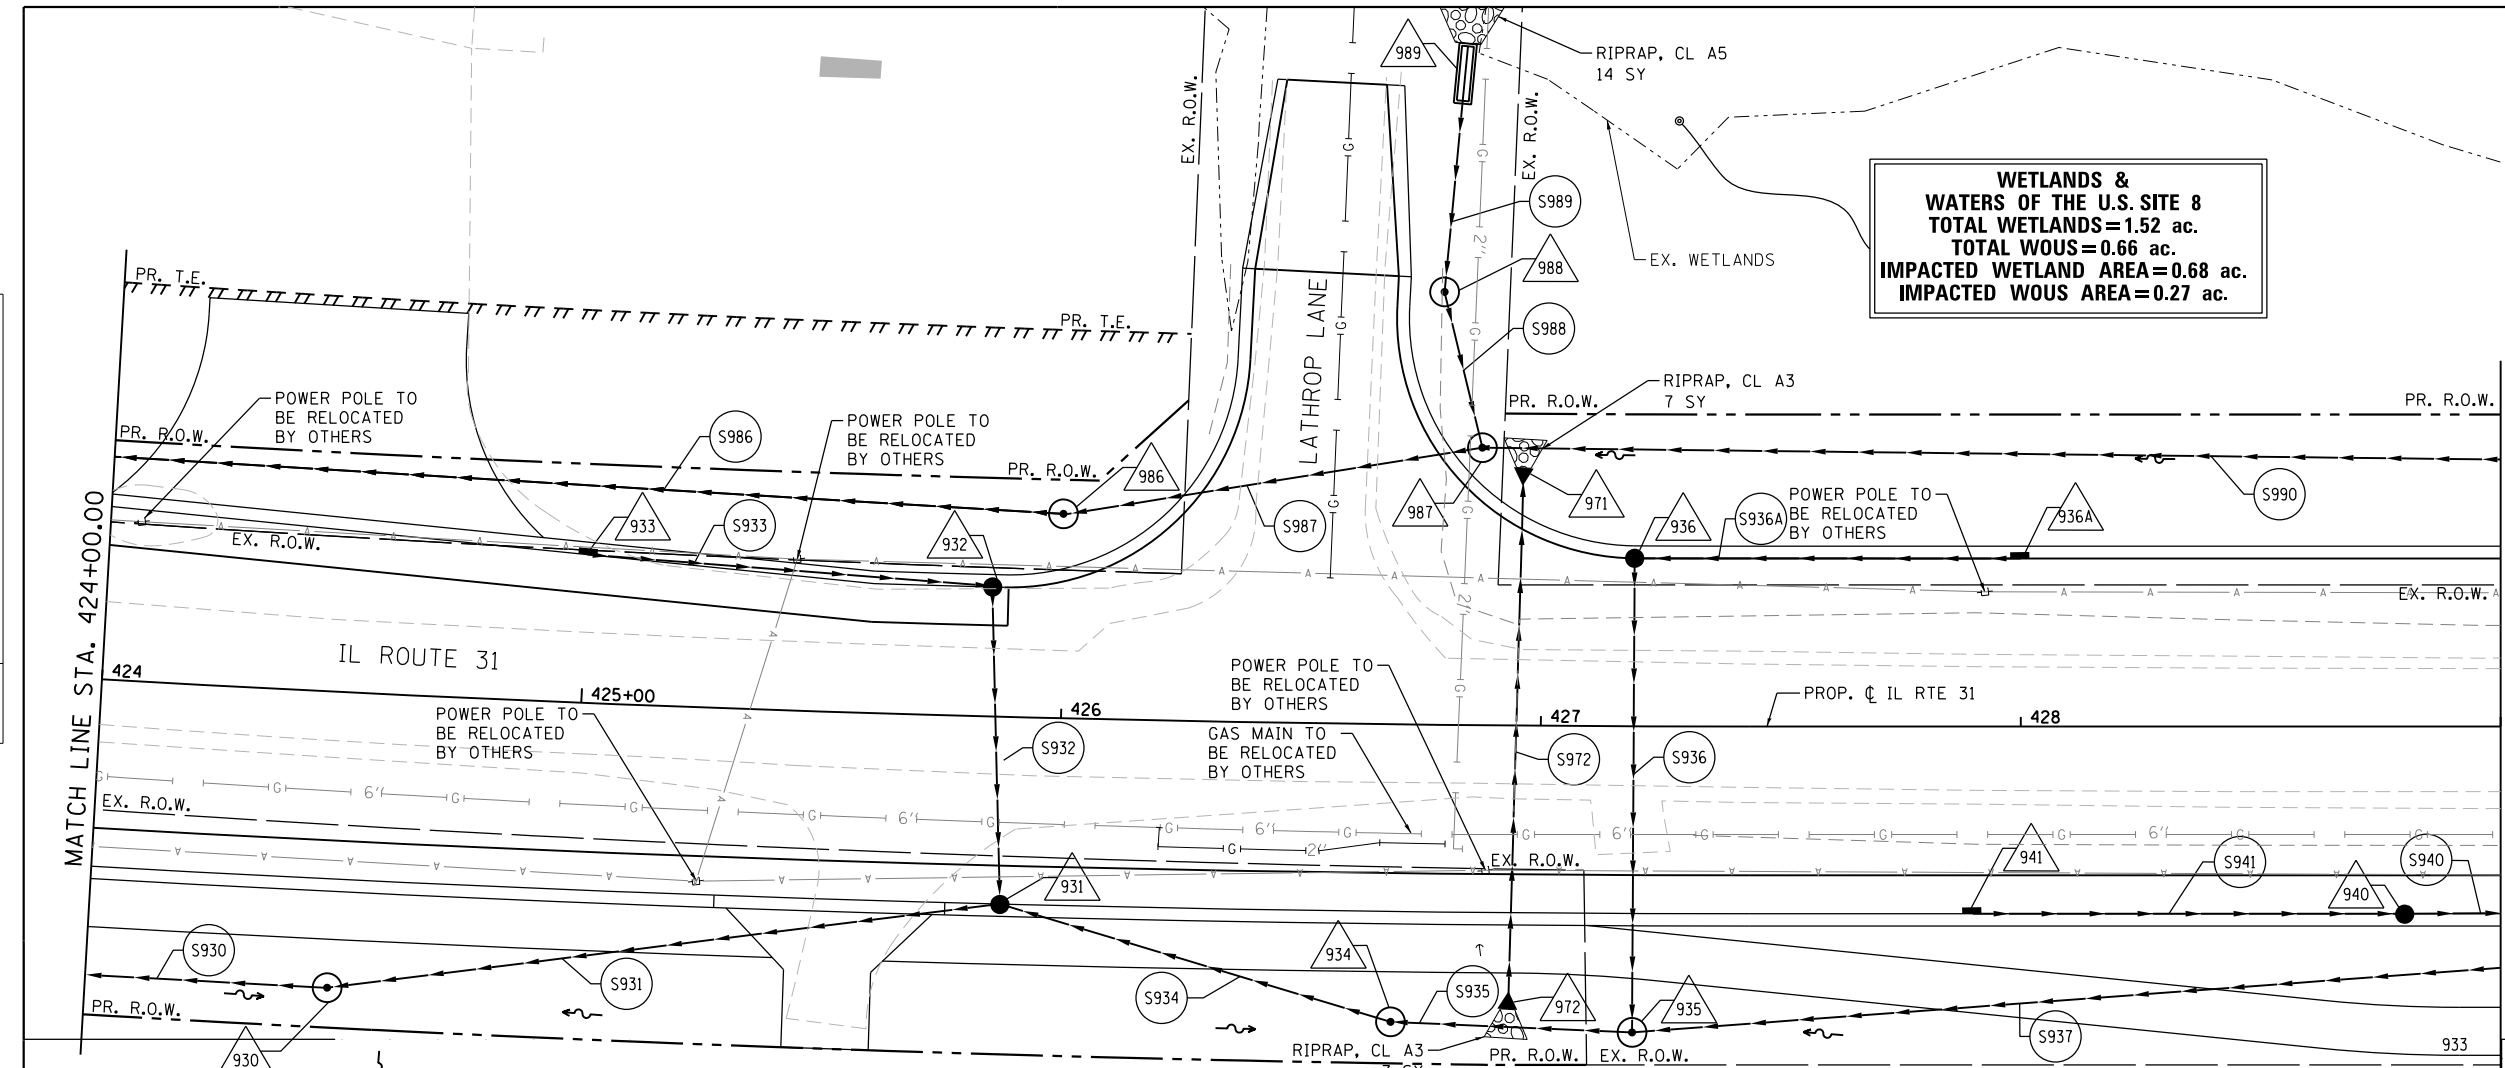 989
RIPRAP, CL A5
14 SY
EX. R.O.W.
EX. R.O.W.
WETLANDS &
WATERS OF THE U.S. SITE 8
TOTAL WETLANDS=1.52 ac.
TOTAL WOUS=0.66 ac.
IMPACTED WETLAND AREA=0.68 ac.
IMPACTED WOUS AREA=0.27 ac.
S989
988
EX. WETLANDS
S988
LATHROP LANE
PR. T.E.
PR. T.E.
POWER POLE TO
BE RELOCATED
BY OTHERS
POWER POLE TO
BE RELOCATED
BY OTHERS
RIPRAP, CL A3
7 SY
PR. R.O.W.
PR. R.O.W.
PR. R.O.W.
S986
PR. R.O.W.
986
987
971
S990
933
S933
932
S987
936
S936A
POWER POLE TO
BE RELOCATED
BY OTHERS
936A
EX. R.O.W.
EX. R.O.W.
MATCH LINE STA. 424+00.00
IL ROUTE 31
424
425+00
426
427
428
PROP. ℄ IL RTE 31
POWER POLE TO
BE RELOCATED
BY OTHERS
POWER POLE TO
BE RELOCATED
BY OTHERS
GAS MAIN TO
BE RELOCATED
BY OTHERS
S932
S972
S936
EX. R.O.W.
G 6" G G G 6" G G 6" G G 6" G G G 6" G G
G 2"
2"
2"
EX. R.O.W.
931
941
S941
940
S940
S930
S931
S934
934
S935
972
935
S937
PR. R.O.W.
930
RIPRAP, CL A3
PR. R.O.W.
EX. R.O.W.
933